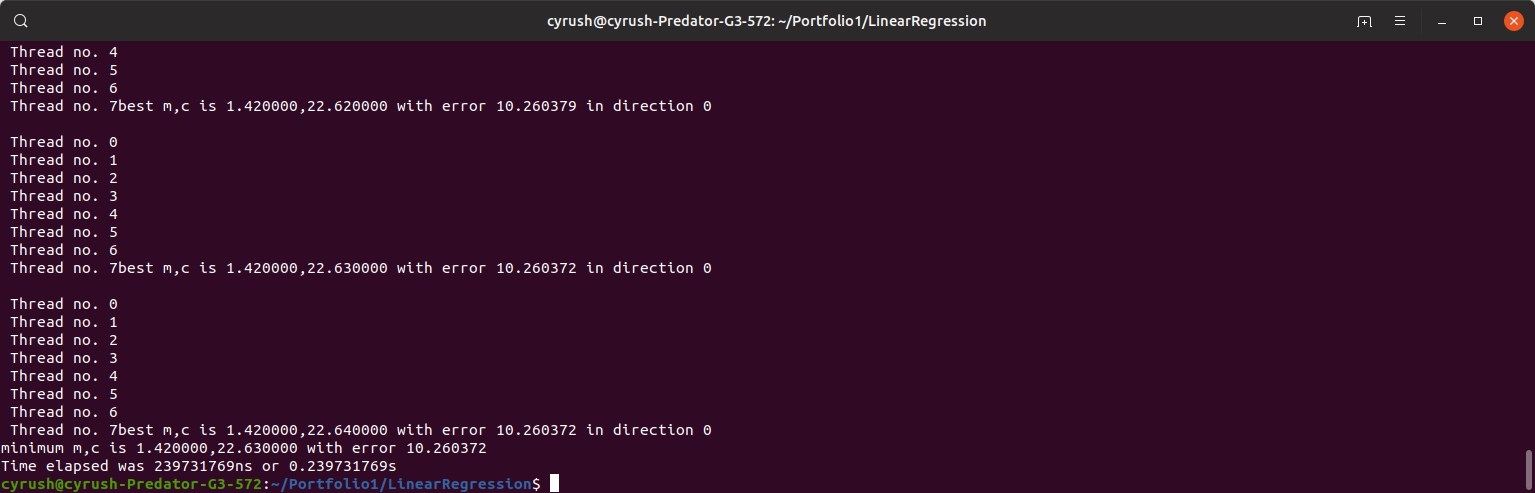 cyrush@cyrush-Predator-G3-572: ~/Portfolio1/LinearRegression
Thread no. 4
Thread no. 5
Thread no. 6
Thread no. 7best m,c is 1.420000,22.620000 with error 10.260379 in direction 0
Thread no. 0
Thread no. 1
Thread no. 2
Thread no. 3
Thread no. 4
Thread no. 5
Thread no. 6
Thread no. 7best m,c is 1.420000,22.630000 with error 10.260372 in direction 0
Thread no. 0
Thread no. 1
Thread no. 2
Thread no. 3
Thread no. 4
Thread no. 5
Thread no. 6
Thread no. 7best m,c is 1.420000,22.640000 with error 10.260372 in direction 0
minimum m,c is 1.420000,22.630000 with error 10.260372
Time elapsed was 239731769ns or 0.239731769s
cyrush@cyrush-Predator-G3-572:~/Portfolio1/LinearRegression$